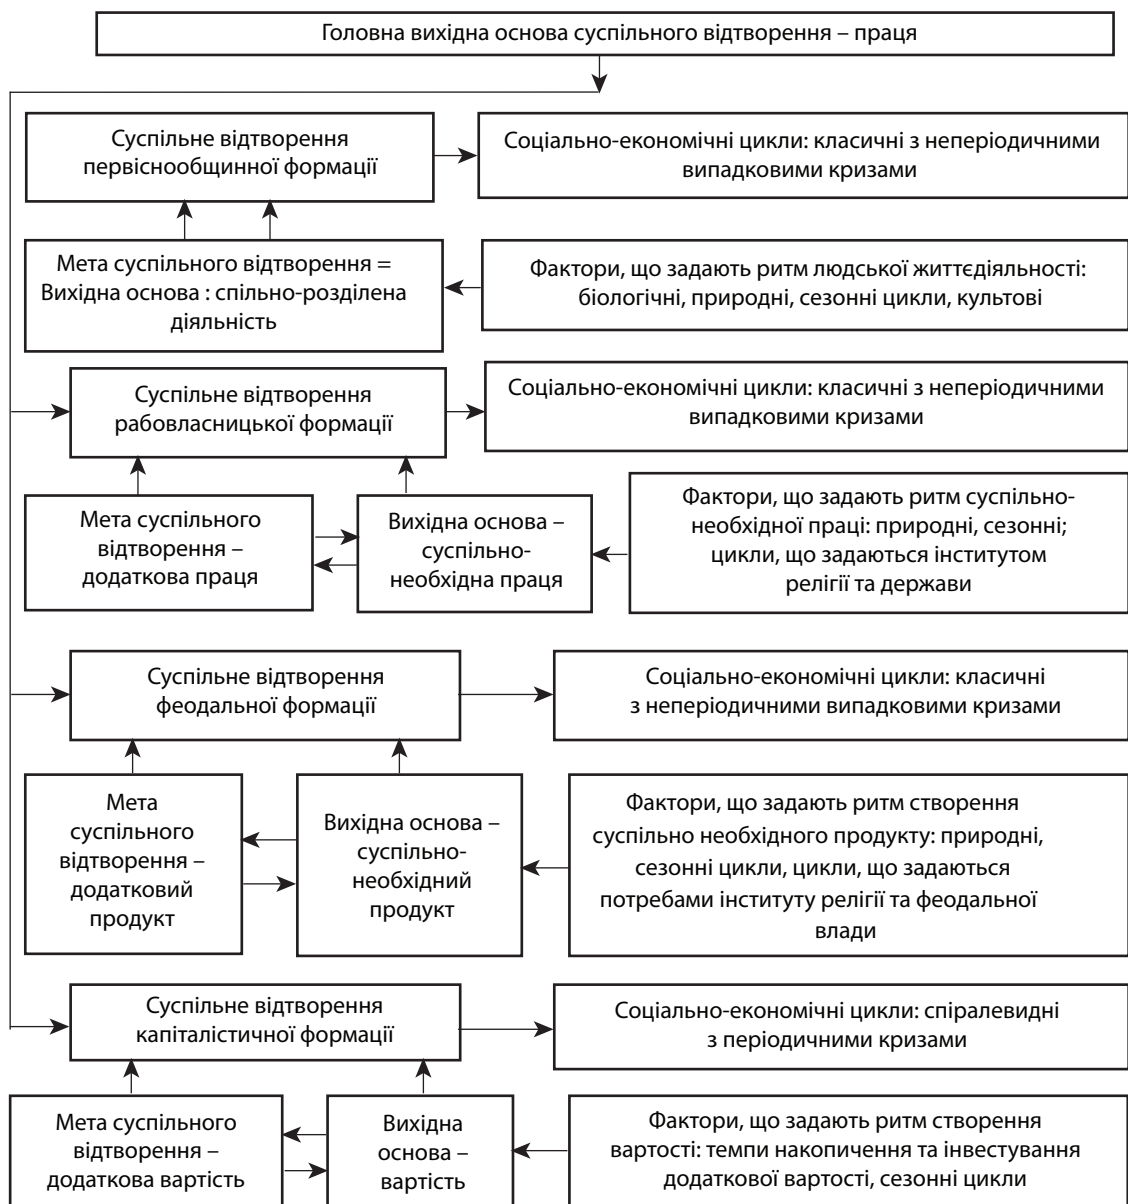 Головна вихідна основа суспільного відтворення – праця
Суспільне відтворення
первіснообщинної формації
Соціально-економічні цикли: класичні з неперіодичними
випадковими кризами
Мета суспільного відтворення =
Вихідна основа : спільно-розділена
діяльність
Фактори, що задають ритм людської життєдіяльності:
біологічні, природні, сезонні цикли, культові
Суспільне відтворення
рабовласницької формації
Соціально-економічні цикли: класичні з неперіодичними
випадковими кризами
Мета суспільного
відтворення –
додаткова праця
Вихідна основа –
суспільно-
необхідна праця
Фактори, що задають ритм суспільно-
необхідної праці: природні, сезонні;
цикли, що задаються інститутом
релігії та держави
Суспільне відтворення
феодальної формації
Соціально-економічні цикли: класичні
з неперіодичними випадковими кризами
Мета
суспільного
відтворення –
додатковий
продукт
Вихідна основа –
суспільно-
необхідний
продукт
Фактори, що задають ритм створення
суспільно необхідного продукту: природні,
сезонні цикли, цикли, що задаються
потребами інституту релігії та феодальної
влади
Суспільне відтворення
капіталістичної формації
Соціально-економічні цикли: спіралевидні
з періодичними кризами
Мета суспільного
відтворення –
додаткова вартість
Вихідна
основа –
вартість
Фактори, що задають ритм створення
вартості: темпи накопичення та інвестування
додаткової вартості, сезонні цикли